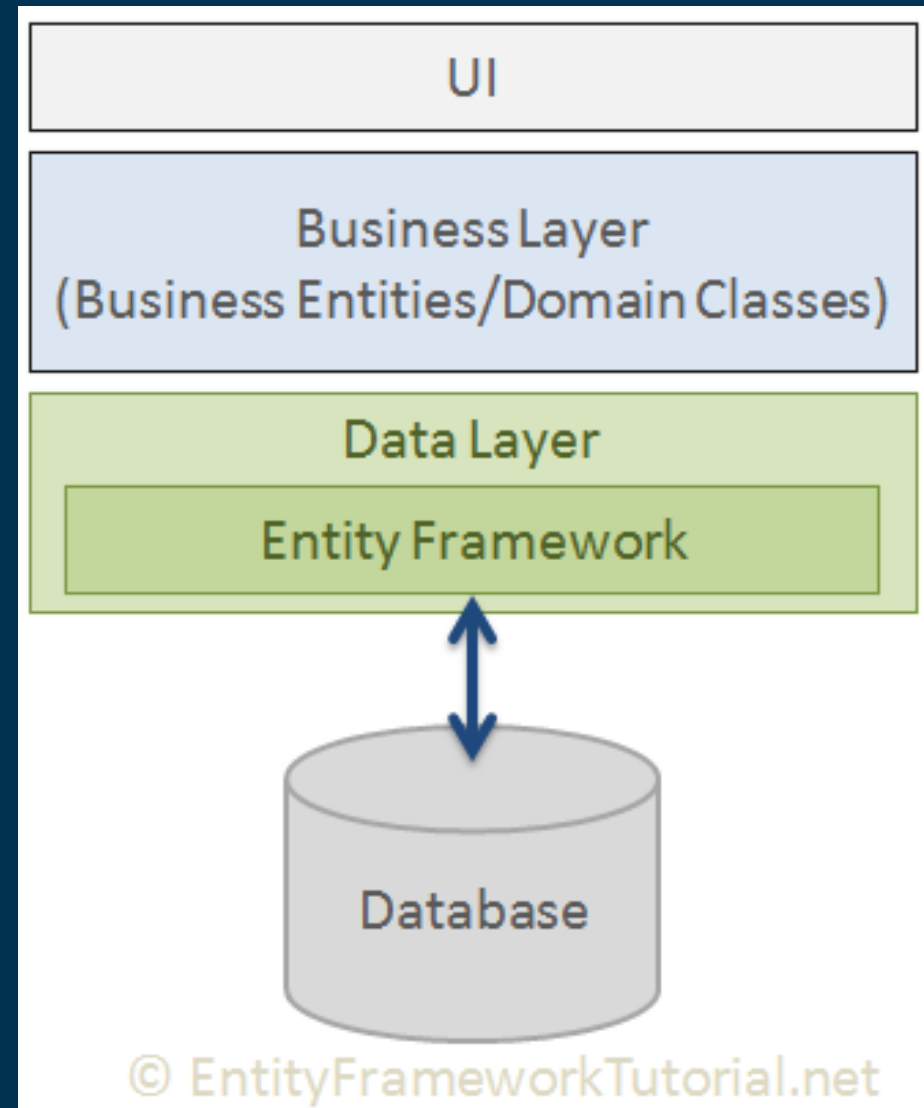 UI
Business Layer
(Business Entities/Domain Classes)
Data Layer
Entity Framework
Database
© EntityFrameworkTutorial.net